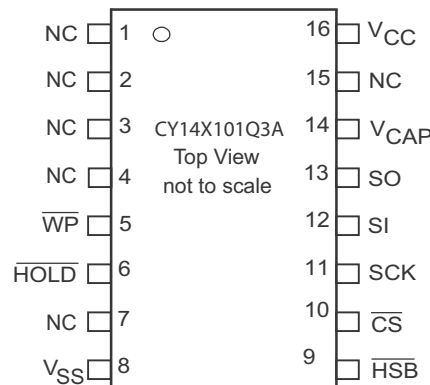 NC 1 16 VCC
NC 2 15 NC
NC 3 CY14X101Q3A 14 VCAP
Top View
NC 4 not to scale 13 SO
WP 5 12 SI
HOLD 6 11 SCK
NC 7 10 CS
VSS 8 9 HSB